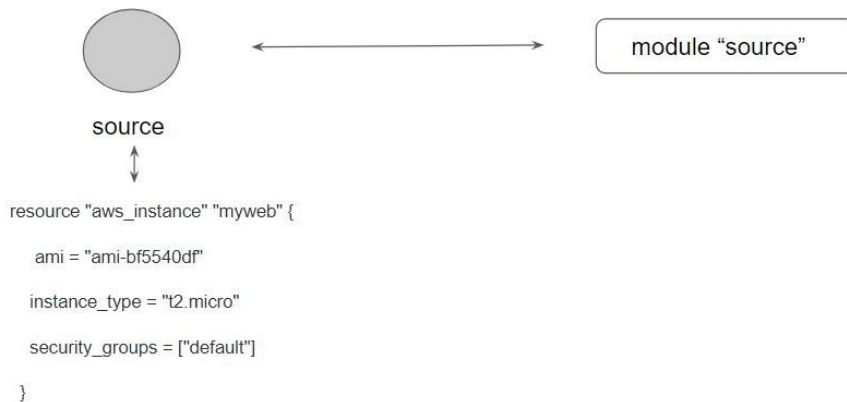 module “source”
source
resource "aws_instance" "myweb" {
ami = "ami-bf5540df"
instance_type = "t2.micro"
security_groups = ["default"]
}